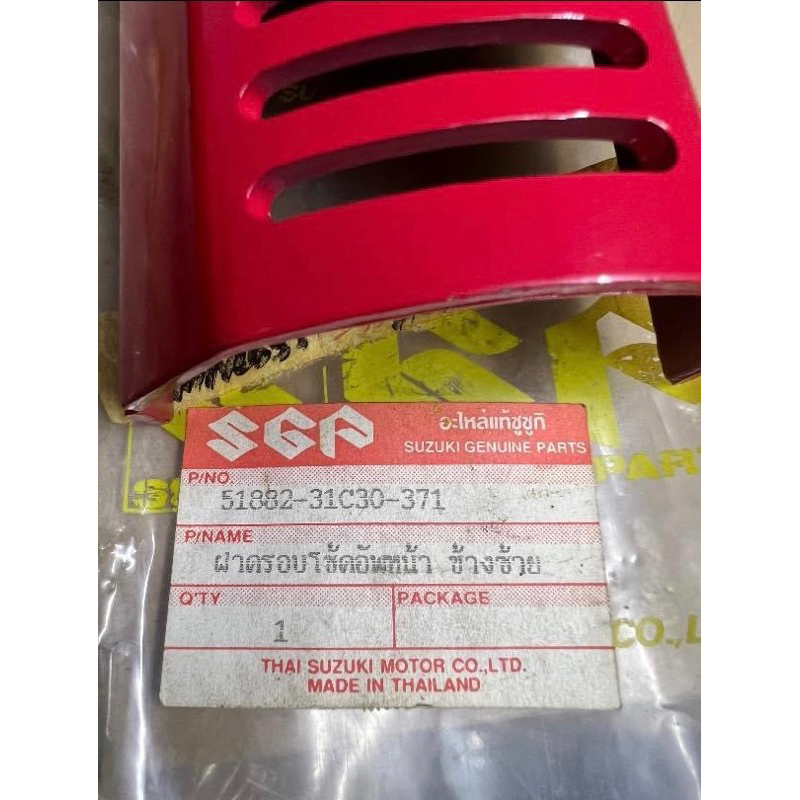 SGP
อะไหล่แท้ซูซูกิ
SUZUKI GENUINE PARTS
P/NO.
51882-31C30-371
P/NAME
ฝาครอบโช้คอัพหน้า ข้างซ้าย
Q'TY
PACKAGE
1
CO.,L
THAI SUZUKI MOTOR CO.,LTD.
MADE IN THAILAND